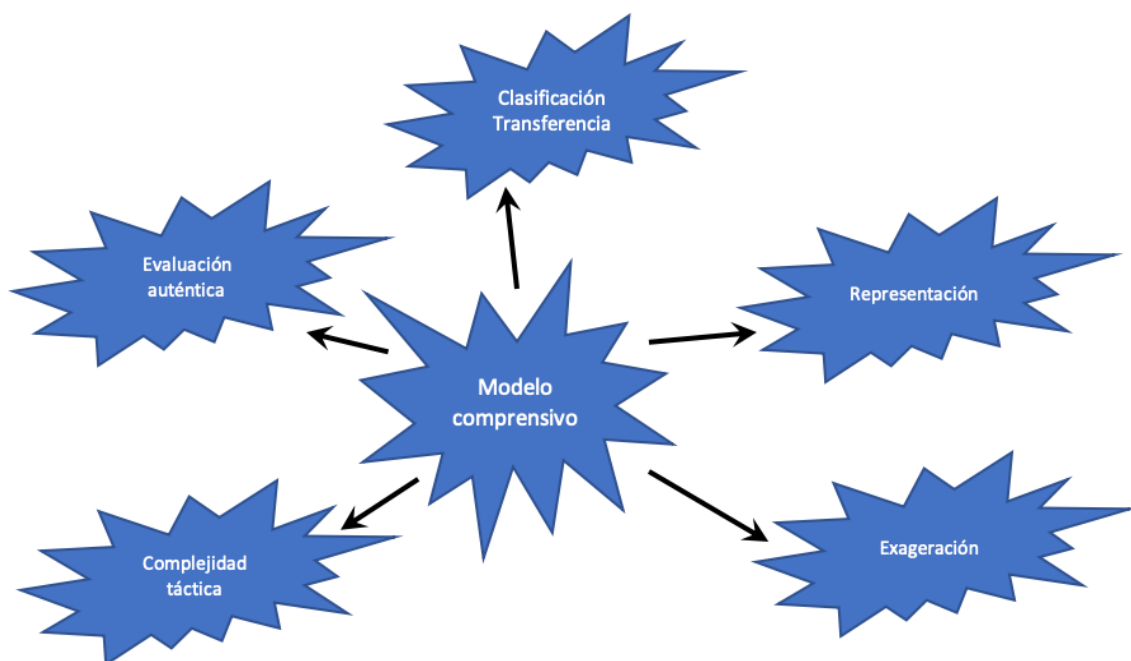 Clasificación
Transferencia
Evaluación
auténtica
Representación
Modelo
comprensivo
Complejidad
táctica
Exageración